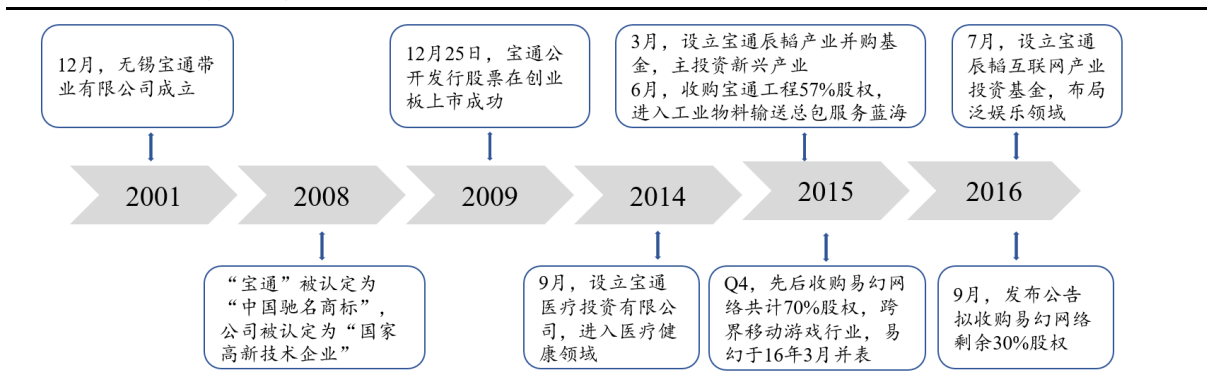 12月，无锡宝通带
业有限公司成立
12月25日，宝通公
开发行股票在创业
板上市成功
3月，设立宝通辰韬产业并购基
金，主投资新兴产业
6月，收购宝通工程57%股权，
进入工业物料输送总包服务蓝海
7月，设立宝通
辰韬互联网产业
投资基金，布局
泛娱乐领域
2001
2008
2009
2014
2015
2016
“宝通”被认定为
“中国驰名商标”，
公司被认定为“国家
高新技术企业”
9月，设立宝通
医疗投资有限公
司，进入医疗健
康领域
Q4，先后收购易幻网
络共计70%股权，跨
界移动游戏行业，易
幻于16年3月并表
9月，发布公告
拟收购易幻网络
剩余30%股权